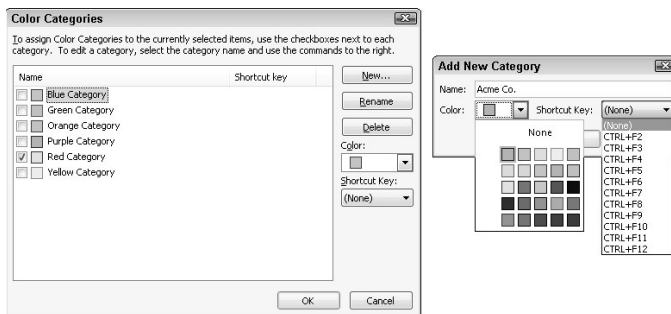 Color Categories
To assign Color Categories to the currently selected items, use the checkboxes next to each
category. To edit a category, select the category name and use the commands to the right.
Name Shortcut key
Blue Category
Green Category
Orange Category
Purple Category
Red Category
Yellow Category
New...
Rename
Delete
Color:
Shortcut Key:
(None)
OK Cancel
Add New Category
Name: Acme Co.
Color: Shortcut Key: (None)
None
(None)
CTRL+F2
CTRL+F3
CTRL+F4
CTRL+F5
CTRL+F6
CTRL+F7
CTRL+F8
CTRL+F9
CTRL+F10
CTRL+F11
CTRL+F12